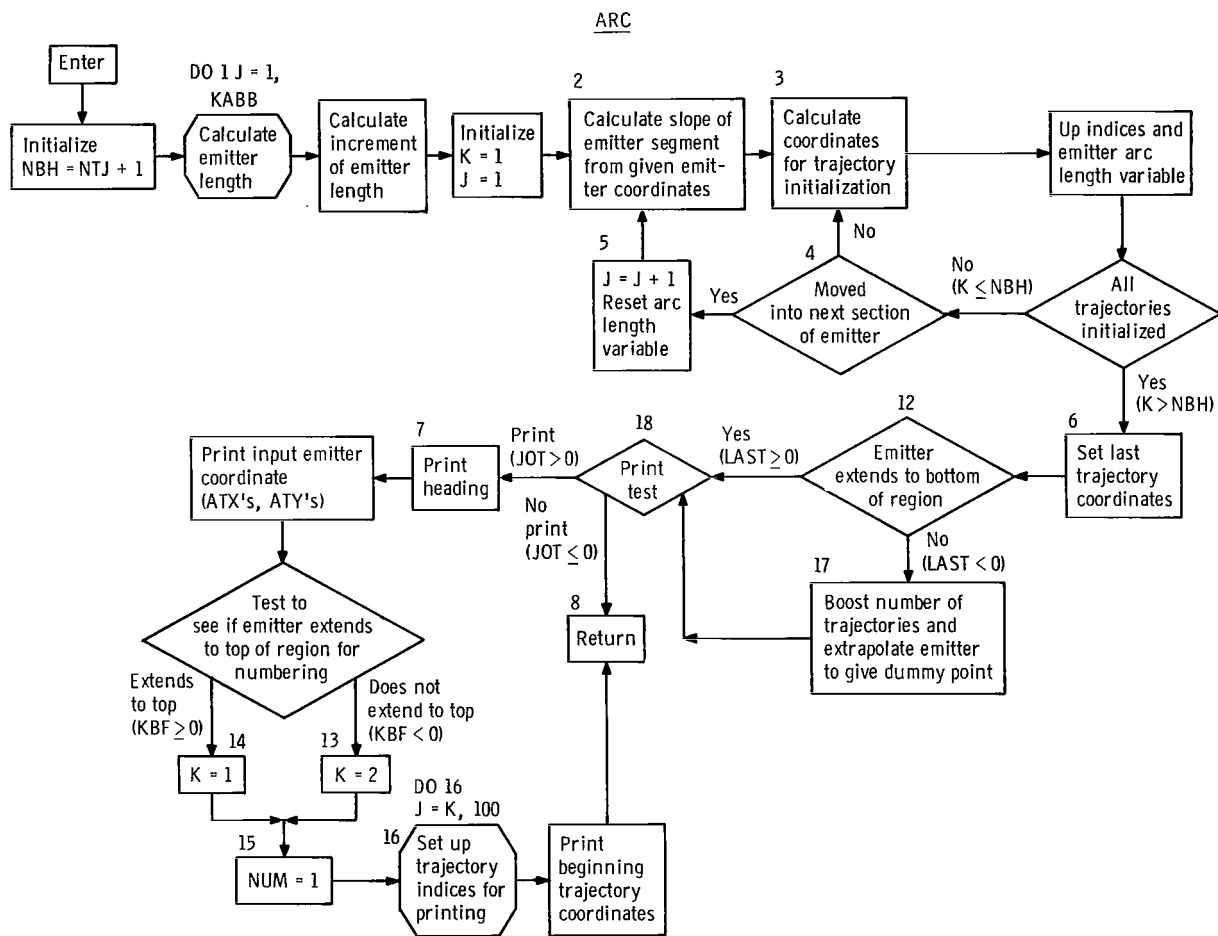 ARC
Enter
Initialize
NBH = NTJ + 1
DO 1 J = 1,
KABB
Calculate
emitter
length
Calculate
increment
of emitter
length
Initialize
K = 1
J = 1
2
Calculate slope of
emitter segment
from given emit-
ter coordinates
3
Calculate
coordinates
for trajectory
initialization
Up indices and
emitter arc
length variable
All
trajectories
initialized
No
(K ≤ NBH)
4
Moved
into next section
of emitter
No
Yes
5
J = J + 1
Reset arc
length
variable
Yes
(K > NBH)
6
Set last
trajectory
coordinates
12
Emitter
extends to bottom
of region
Yes
(LAST ≥ 0)
No
(LAST < 0)
17
Boost number of
trajectories and
extrapolate emitter
to give dummy point
18
Print
test
Print
(JOT > 0)
No
print
(JOT ≤ 0)
8
Return
7
Print
heading
Print input emitter
coordinate
(ATX's, ATY's)
Test to
see if emitter extends
to top of region for
numbering
Extends
to top
(KBF ≥ 0)
Does not
extend to top
(KBF < 0)
14
K = 1
13
K = 2
15
NUM = 1
DO 16
J = K, 100
16
Set up
trajectory
indices for
printing
Print
beginning
trajectory
coordinates